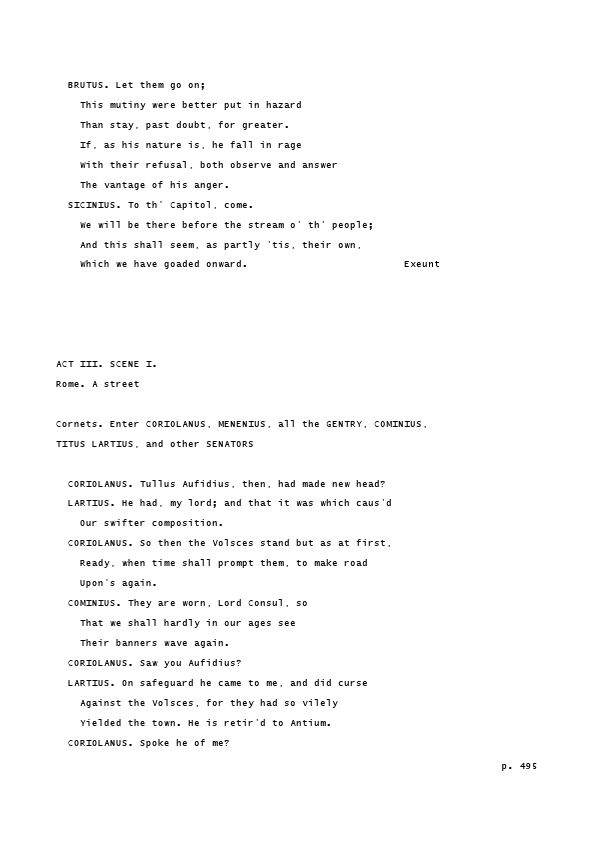 BRUTUS. Let them go on;
This mutiny were better put in hazard
Than stay, past doubt, for greater.
If, as his nature is, he fall in rage
With their refusal, both observe and answer
The vantage of his anger.
SICINIUS. To th' Capitol, come.
We will be there before the stream o' th' people;
And this shall seem, as partly 'tis, their own,
Which we have goaded onward. Exeunt
ACT III. SCENE I.
Rome. A street
Cornets. Enter CORIOLANUS, MENENIUS, all the GENTRY, COMINIUS,
TITUS LARTIUS, and other SENATORS
CORIOLANUS. Tullus Aufidius, then, had made new head?
LARTIUS. He had, my lord; and that it was which caus'd
Our swifter composition.
CORIOLANUS. So then the Volsces stand but as at first,
Ready, when time shall prompt them, to make road
Upon's again.
COMINIUS. They are worn, Lord Consul, so
That we shall hardly in our ages see
Their banners wave again.
CORIOLANUS. Saw you Aufidius?
LARTIUS. On safeguard he came to me, and did curse
Against the Volsces, for they had so vilely
Yielded the town. He is retir'd to Antium.
CORIOLANUS. Spoke he of me?
p. 495